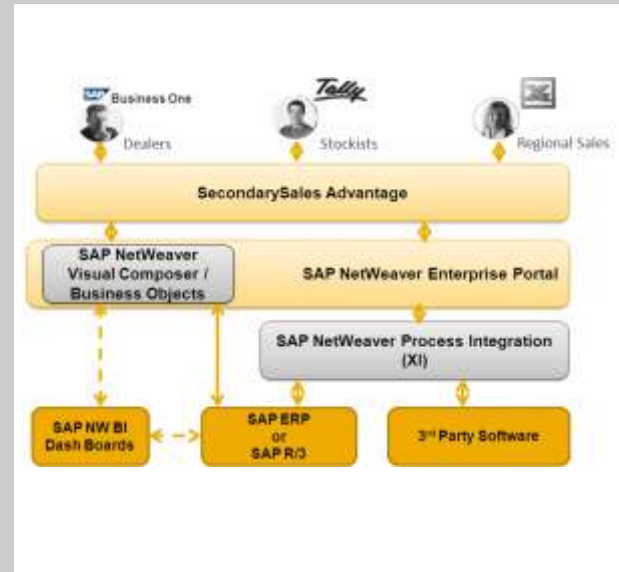 SAP Business One
Tally
Dealers
Stockists
Regional Sales
SecondarySales Advantage
SAP NetWeaver
Visual Composer /
Business Objects
SAP NetWeaver Enterprise Portal
SAP NetWeaver Process Integration
(XI)
SAP NW BI
Dash Boards
SAP ERP
or
SAP R/3
3rd Party Software